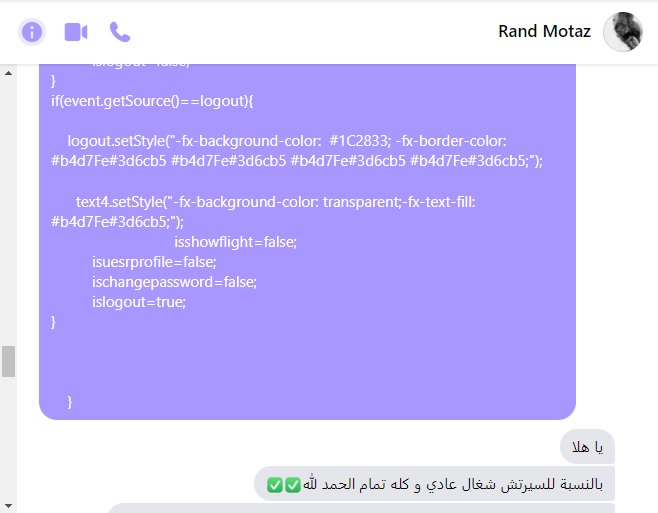 Rand Motaz
islogout=false;
}
if(event.getSource()==logout){
logout.setStyle("-fx-background-color:  #1C2833; -fx-border-color:
#b4d7Fe#3d6cb5 #b4d7Fe#3d6cb5 #b4d7Fe#3d6cb5 #b4d7Fe#3d6cb5;");
text4.setStyle("-fx-background-color: transparent;-fx-text-fill:
#b4d7Fe#3d6cb5;");
isshowflight=false;
isuesrprofile=false;
ischangepassword=false;
islogout=true;
}
}
يا هلا
بالنسبة للسيرتش شغال عادي و كله تمام الحمد لله✅✅